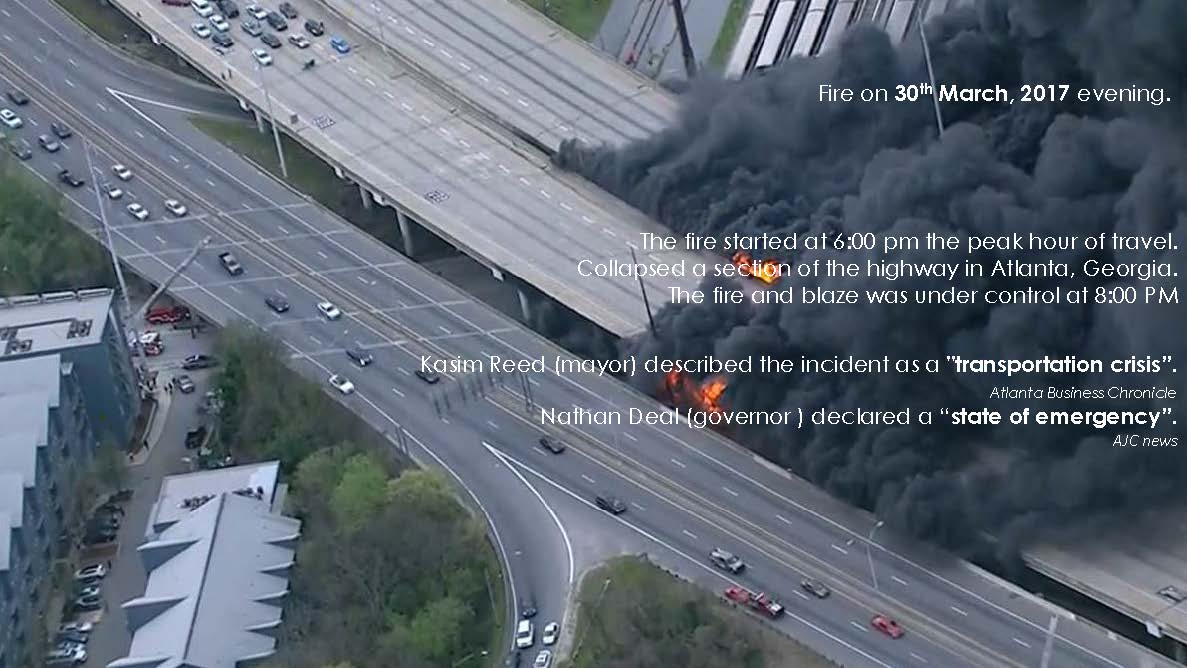 Fire on 30th March, 2017 evening.
The fire started at 6:00 pm the peak hour of travel.
Collapsed a section of the highway in Atlanta, Georgia.
The fire and blaze was under control at 8:00 PM
Kasim Reed (mayor) described the incident as a ”transportation crisis”.
Atlanta Business Chronicle
Nathan Deal (governor ) declared a “state of emergency”.
AJC news